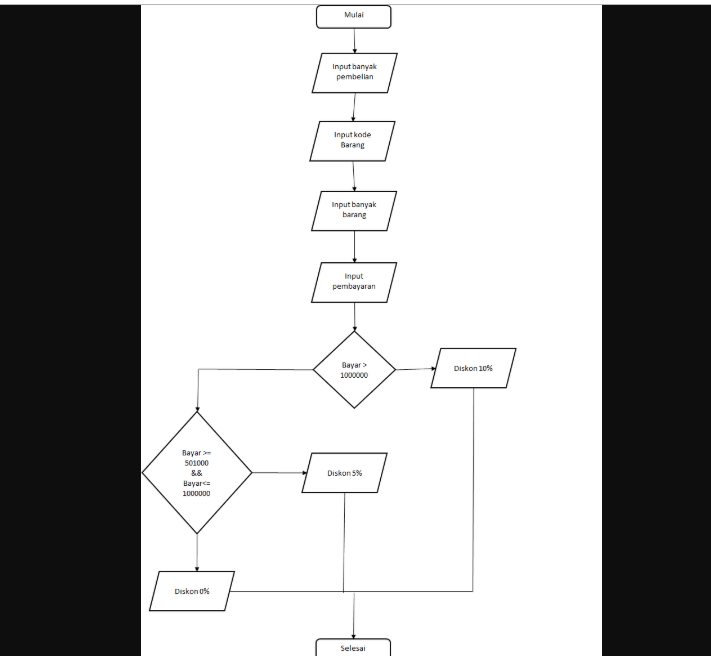 Mulai
Input banyak
pembelian
Input kode
Barang
Input banyak
barang
Input
pembayaran
Bayar >
1000000
Diskon 10%
Bayar >=
501000
&&
Bayar<=
1000000
Diskon 5%
Diskon 0%
Selesai